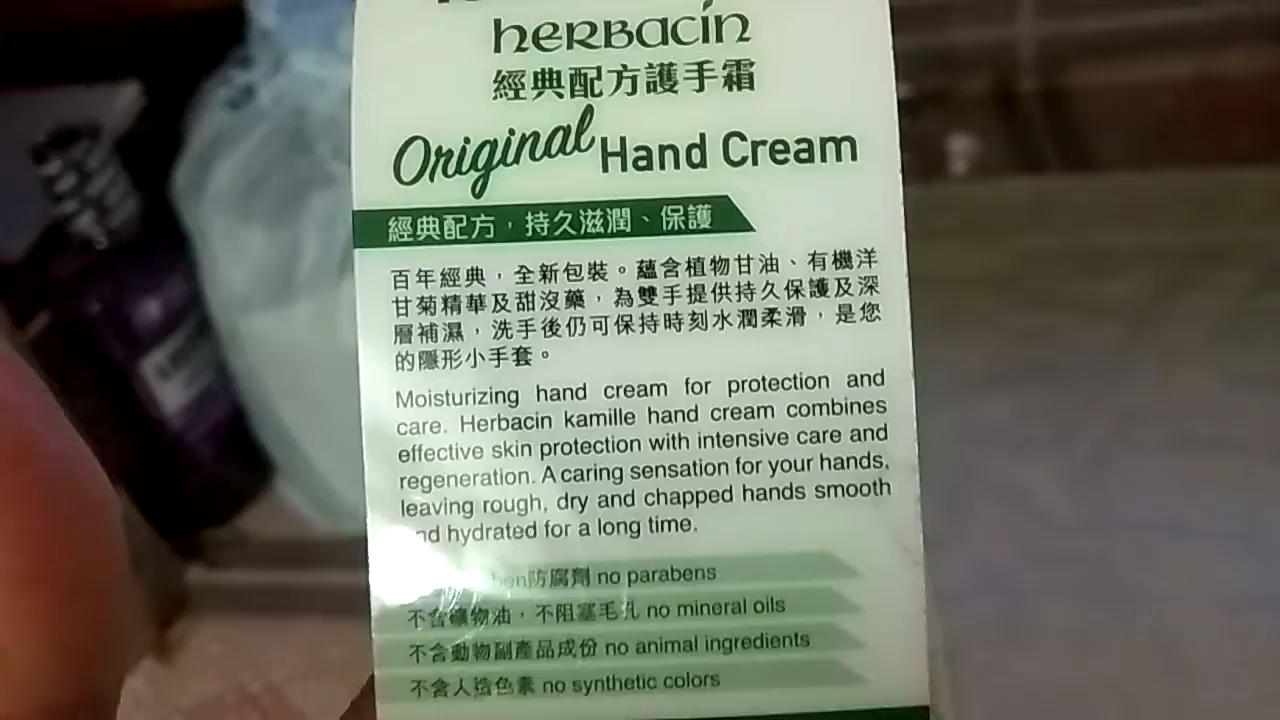 herbacin
經典配方護手霜
Original Hand Cream
經典配方，持久滋潤、保護
百年經典，全新包裝。蘊含植物甘油、有機洋
甘菊精華及甜沒藥，為雙手提供持久保護及深
層補濕，洗手後仍可保持時刻水潤柔滑，是您
的隱形小手套。
Moisturizing hand cream for protection and
care. Herbacin kamille hand cream combines
effective skin protection with intensive care and
regeneration. A caring sensation for your hands,
leaving rough, dry and chapped hands smooth
and hydrated for a long time.
防腐劑 no parabens
不含礦物油，不阻塞毛孔 no mineral oils
不含動物副產品成份 no animal ingredients
不含人造色素 no synthetic colors